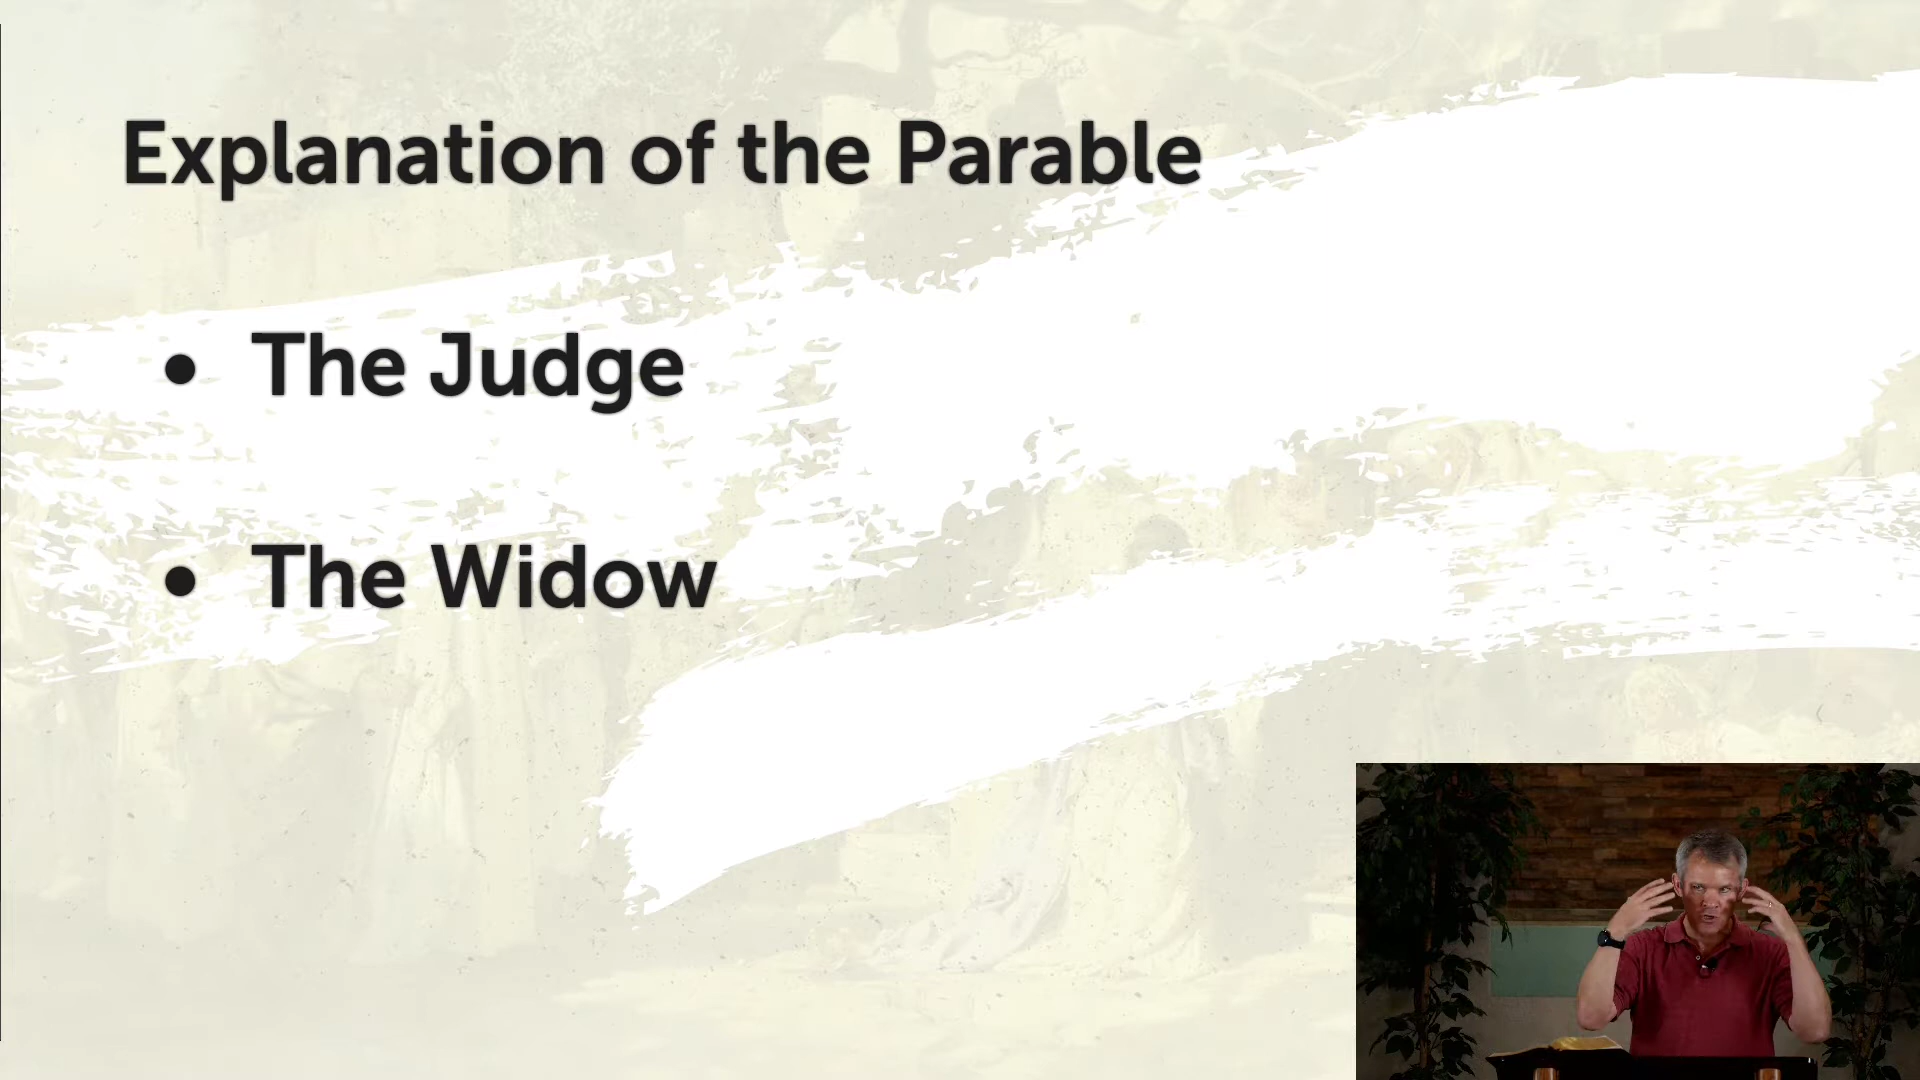 Explanation of the Parable
• The Judge
• The Widow